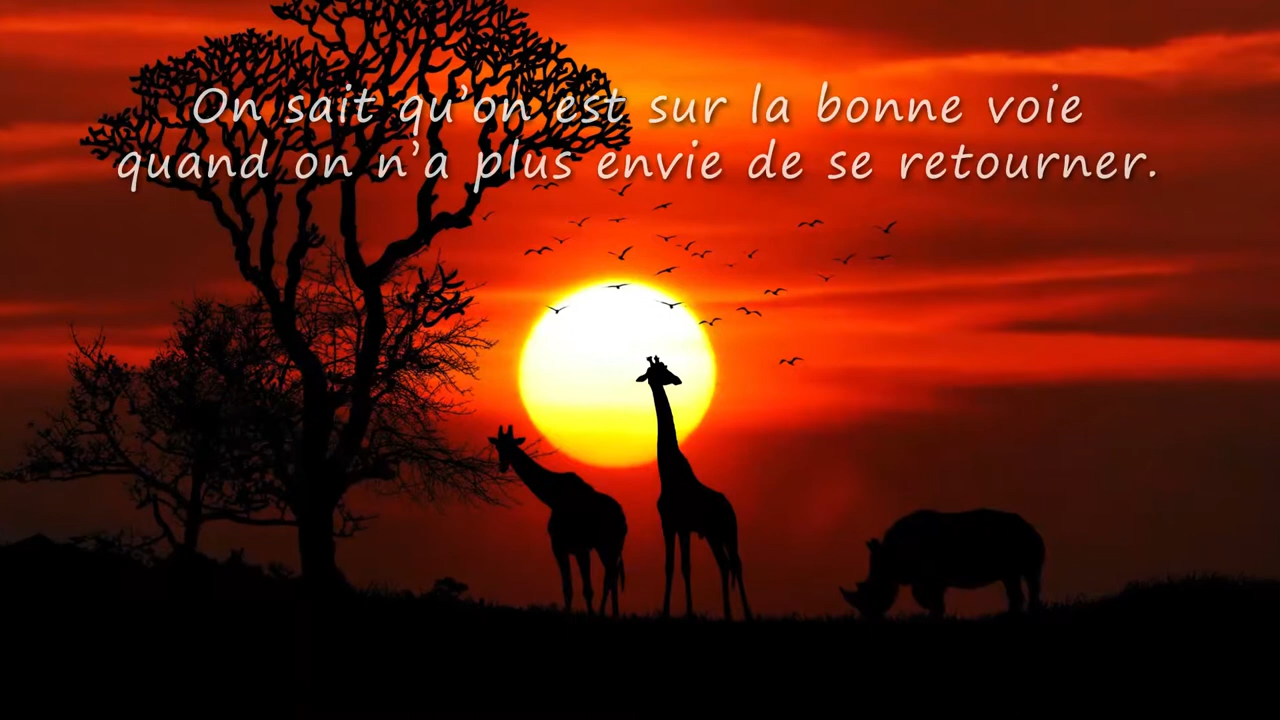 On sait qu’on est sur la bonne voie
quand on n’a plus envie de se retourner.